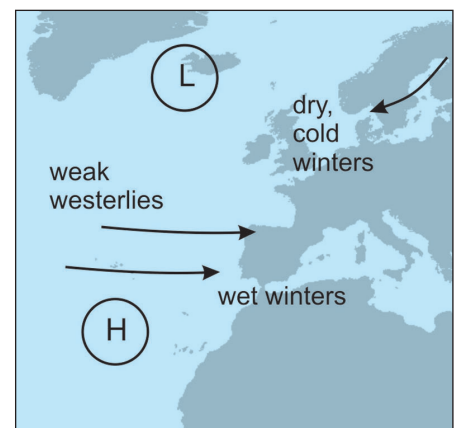 L
dry,
cold
winters
weak
westerlies
wet winters
H